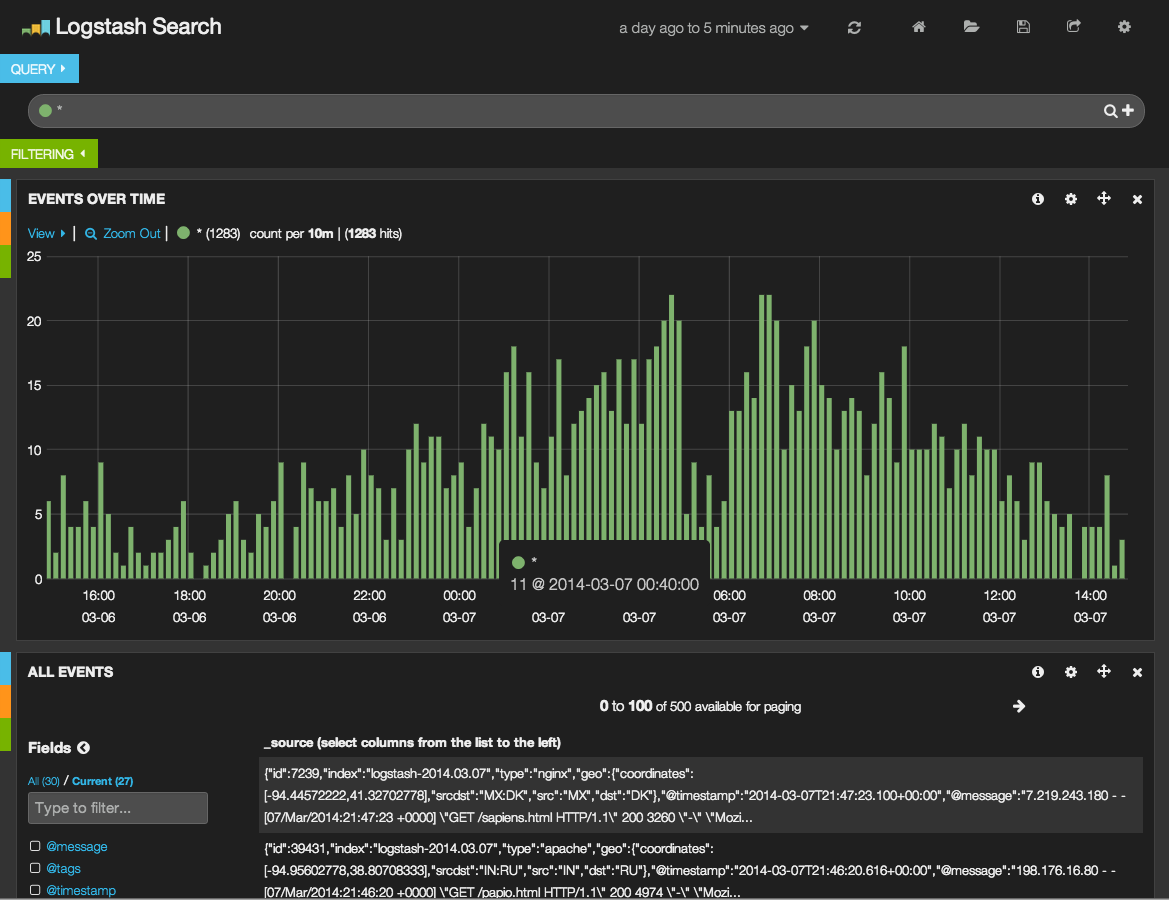 Logstash Search
a day ago to 5 minutes ago
QUERY
*
FILTERING
EVENTS OVER TIME
View | Zoom Out | * (1283) count per 10m | (1283 hits)
25
20
15
10
5
0
16:00 18:00 20:00 22:00 00:00 06:00 08:00 10:00 12:00 14:00
03-06 03-06 03-06 03-06 03-07 03-07 03-07 03-07 03-07 03-07 03-07 03-07
*
11 @ 2014-03-07 00:40:00
ALL EVENTS
0 to 100 of 500 available for paging
Fields
_source (select columns from the list to the left)
All (30) / Current (27)
Type to filter...
@message
@tags
@timestamp
{"id":7239,"index":"logstash-2014.03.07","type":"nginx","geo":{"coordinates":
[-94.44572222,41.32702778],"srcdst":"MX:DK","src":"MX","dst":"DK"},"@timestamp":"2014-03-07T21:47:23.100+00:00","@message":"7.219.243.180 - -
[07/Mar/2014:21:47:23 +0000] \"GET /sapiens.html HTTP/1.1\" 200 3260 \"-\" \"Mozi...
{"id":39431,"index":"logstash-2014.03.07","type":"apache","geo":{"coordinates":
[-94.95602778,38.80708333],"srcdst":"IN:RU","src":"IN","dst":"RU"},"@timestamp":"2014-03-07T21:46:20.616+00:00","@message":"198.176.16.80 - -
[07/Mar/2014:21:46:20 +0000] \"GET /papio.html HTTP/1.1\" 200 4974 \"-\" \"Mozi...